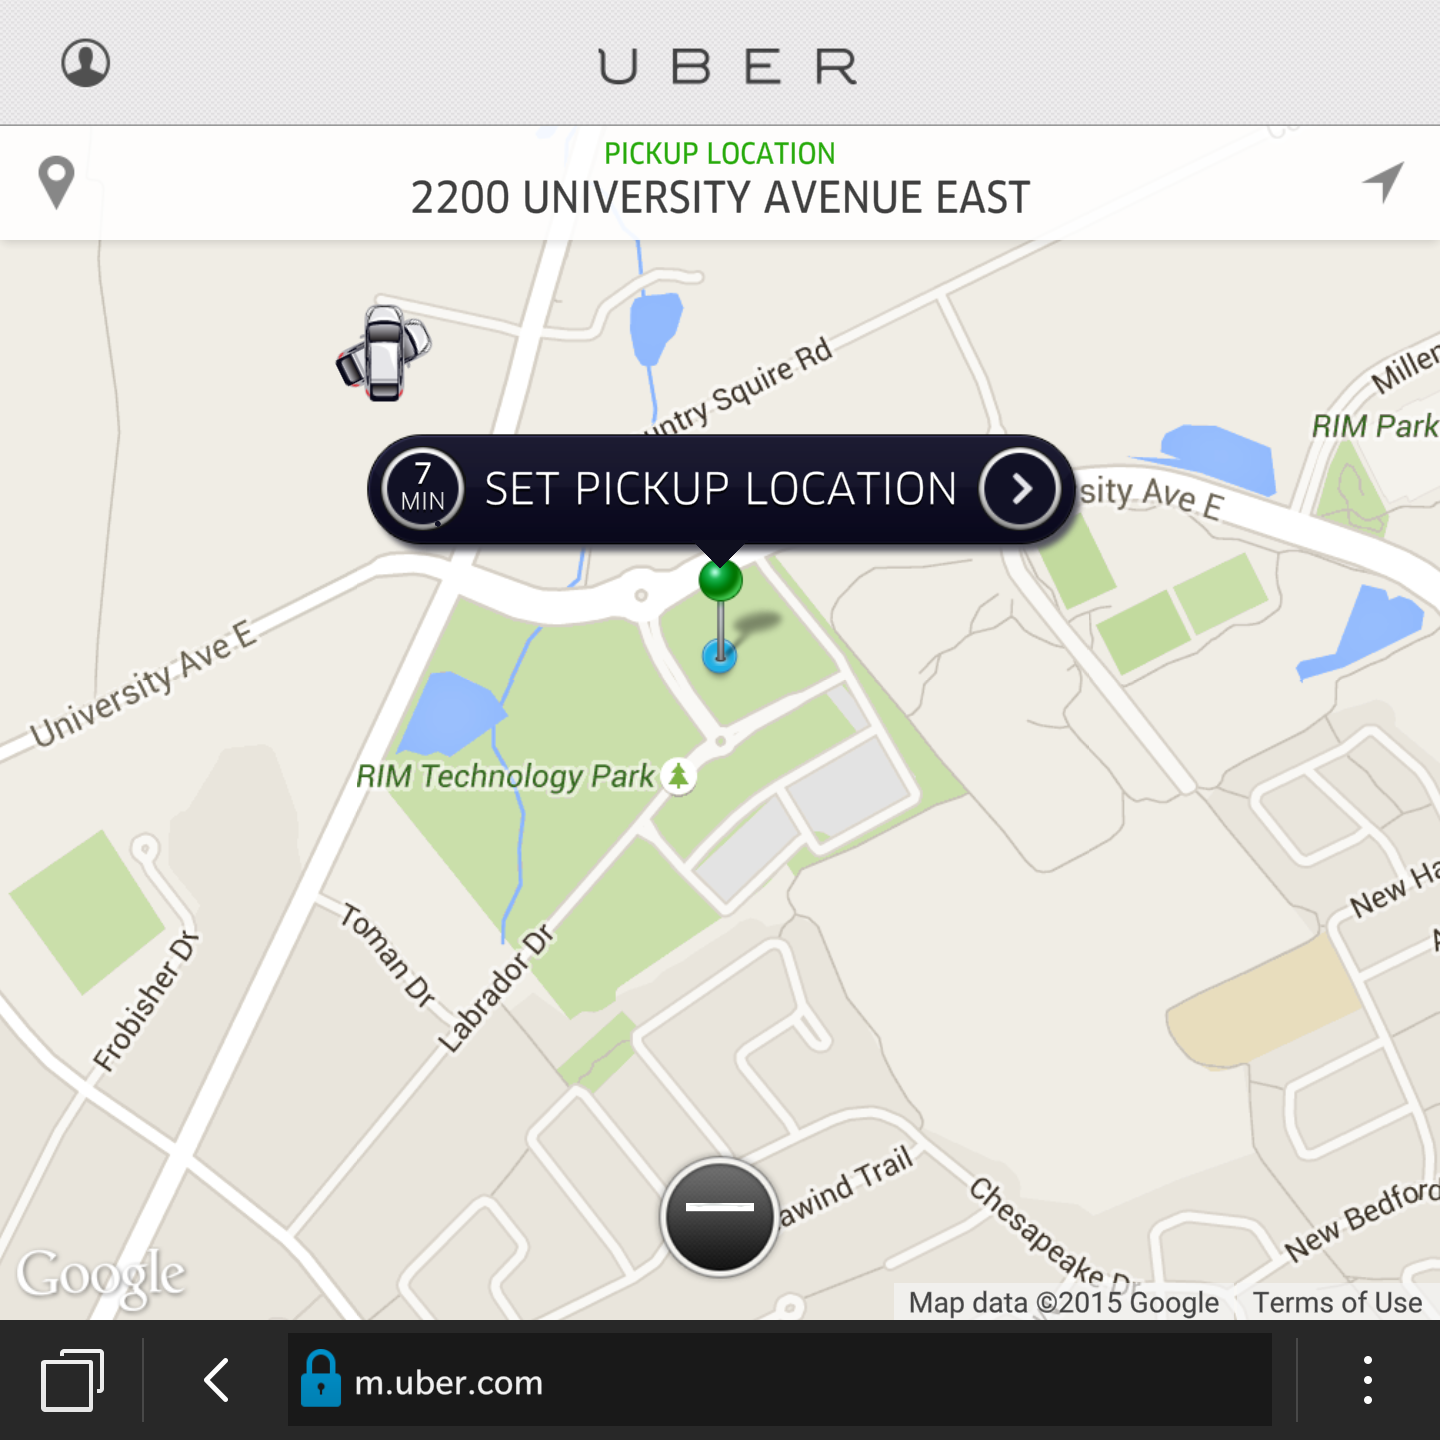 UBER
PICKUP LOCATION
2200 UNIVERSITY AVENUE EAST
untry Squire Rd
Miller
RIM Park
7
MIN
SET PICKUP LOCATION
sity Ave E
University Ave E
RIM Technology Park
New Ha
Toman Dr
Frobisher Dr
Labrador Dr
awind Trail
Chesapeake Dr
New Bedford
Google
Map data ©2015 Google
Terms of Use
m.uber.com